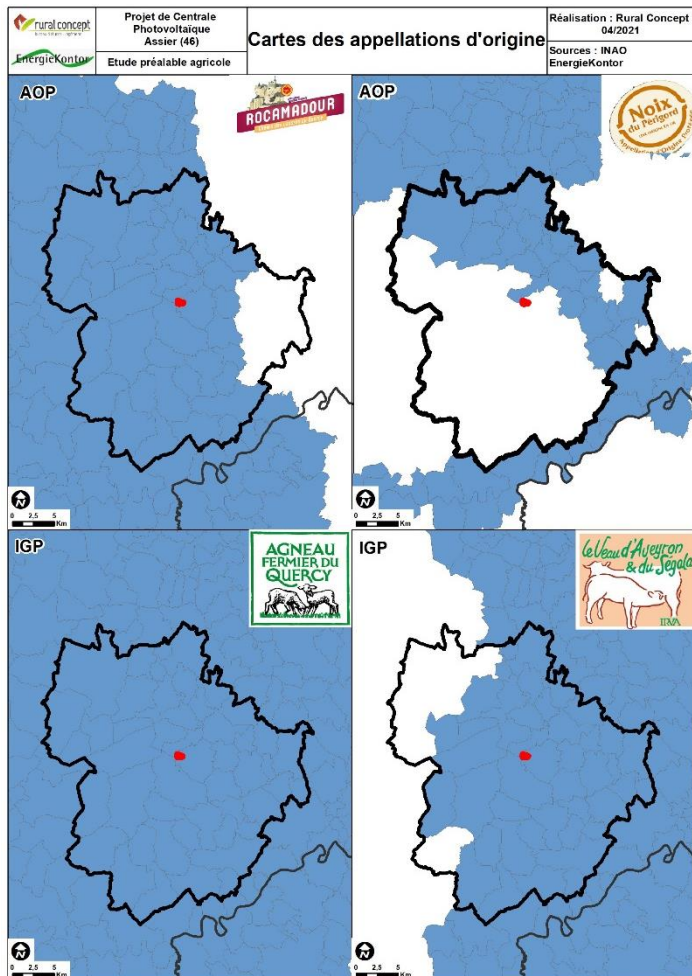 rural concept
EnergieKontor
Projet de Centrale
Photovoltaïque
Assier (46)
Etude préalable agricole
Cartes des appellations d'origine
Réalisation : Rural Concept
04/2021
Sources : INAO
EnergieKontor
AOP
ROCAMADOUR
N
0 2,5 5
Km
AOP
Noix
du Périgord
N
0 2,5 5
Km
IGP
AGNEAU
FERMIER DU
QUERCY
N
0 2,5 5
Km
IGP
Le Veau d'Aveyron
& du Ségala
N
0 2,5 5
Km